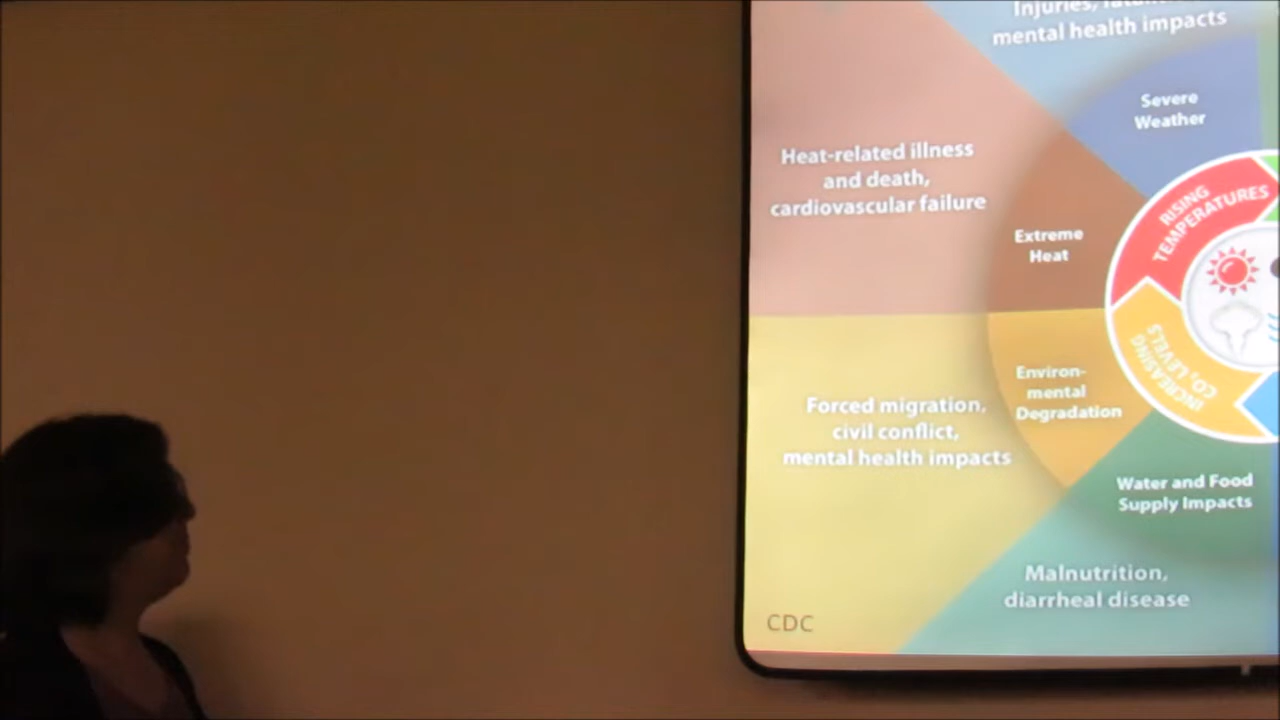 Injuries,
mental health impacts
Severe
Weather
Heat-related illness
and death,
cardiovascular failure
RISING
TEMPERATURES
Extreme
Heat
Environ-
mental
Degradation
INCREASING
CO₂ LEVELS
Forced migration,
civil conflict,
mental health impacts
Water and Food
Supply Impacts
Malnutrition,
diarrheal disease
CDC